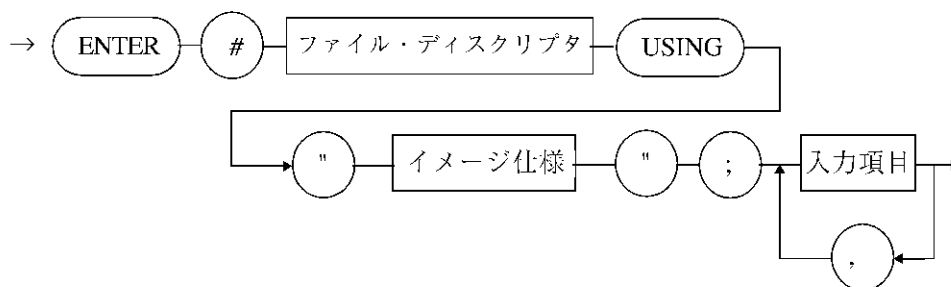 → ENTER # ファイル・ディスクリプタ USING
" イメージ仕様 " ; 入力項目
,